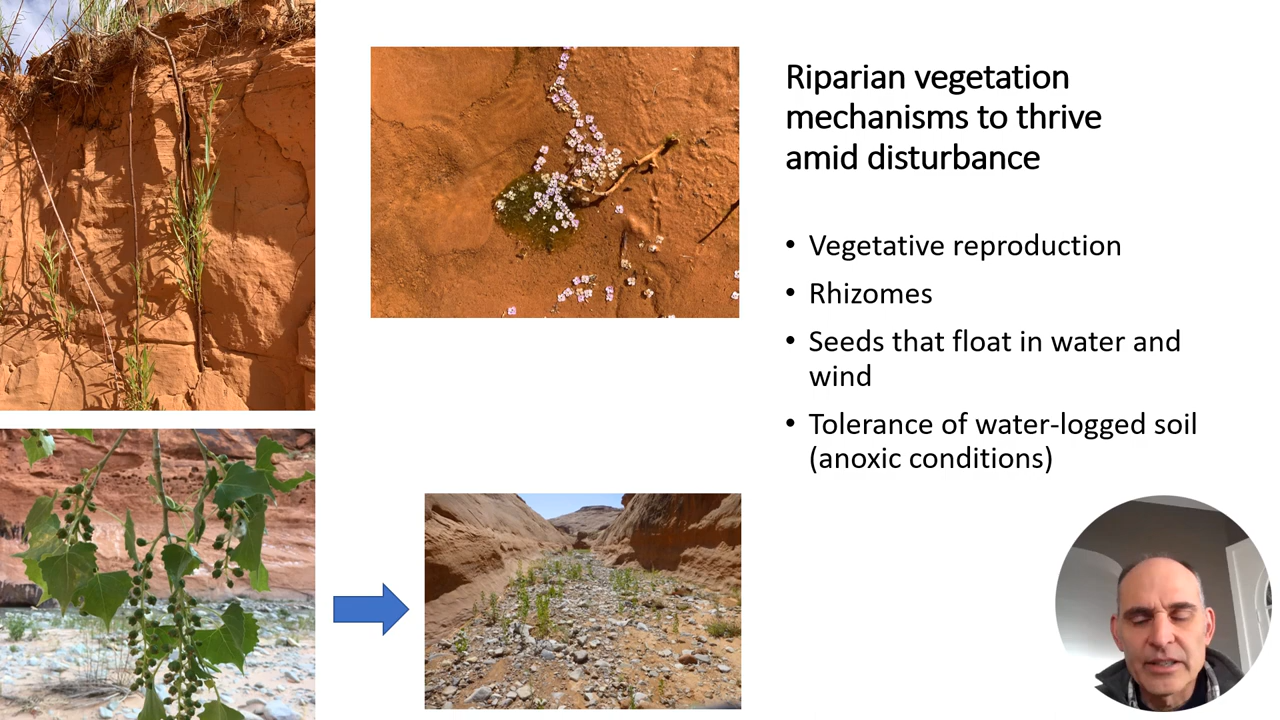 Riparian vegetation
mechanisms to thrive
amid disturbance
• Vegetative reproduction
• Rhizomes
• Seeds that float in water and
wind
• Tolerance of water-logged soil
(anoxic conditions)